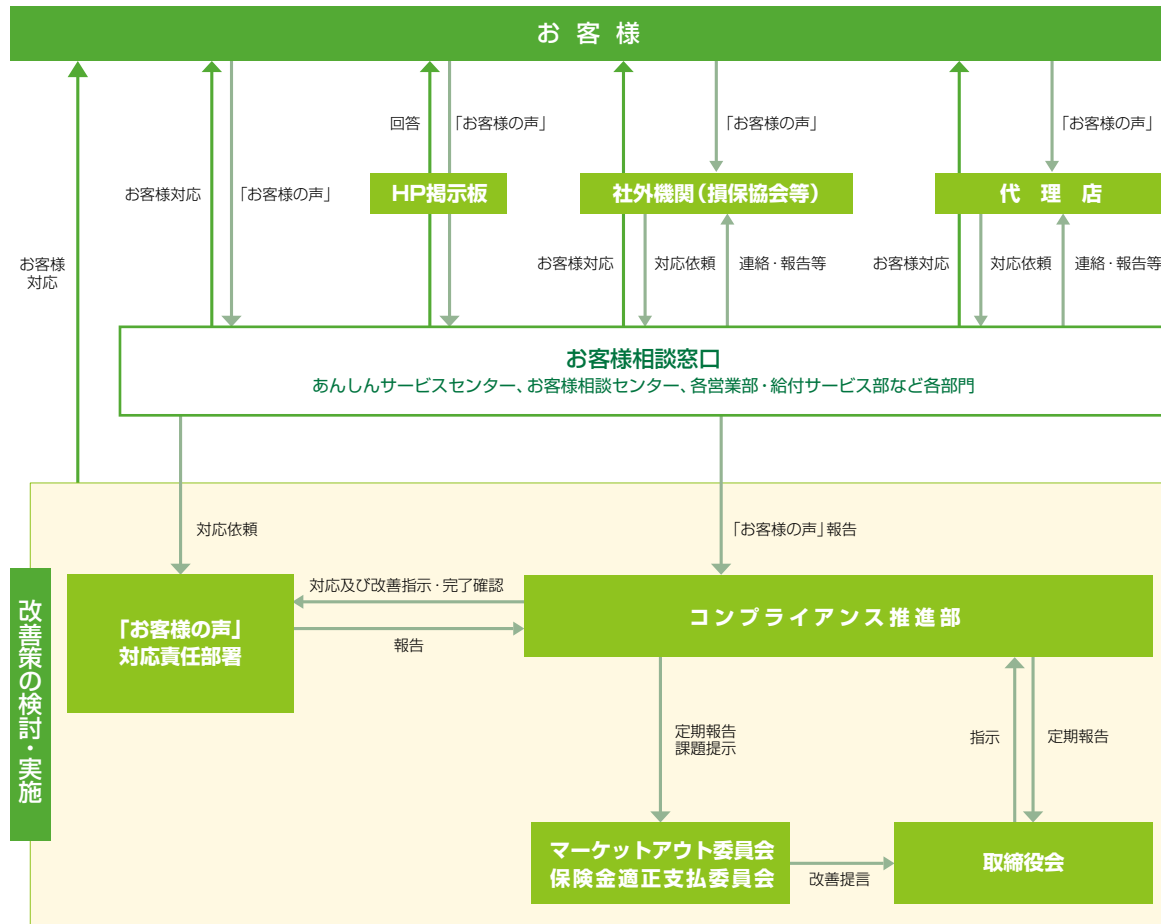 お客様
回答
「お客様の声」
「お客様の声」
「お客様の声」
お客様対応
「お客様の声」
HP掲示板
社外機関(損保協会等)
代理店
お客様
対応
お客様対応
対応依頼
連絡・報告等
お客様対応
対応依頼
連絡・報告等
お客様相談窓口
あんしんサービスセンター、お客様相談センター、各営業部・給付サービス部など各部門
対応依頼
「お客様の声」報告
改善策の検討・実施
「お客様の声」
対応責任部署
対応及び改善指示・完了確認
報告
コンプライアンス推進部
定期報告
課題提示
指示
定期報告
マーケットアウト委員会
保険金適正支払委員会
改善提言
取締役会